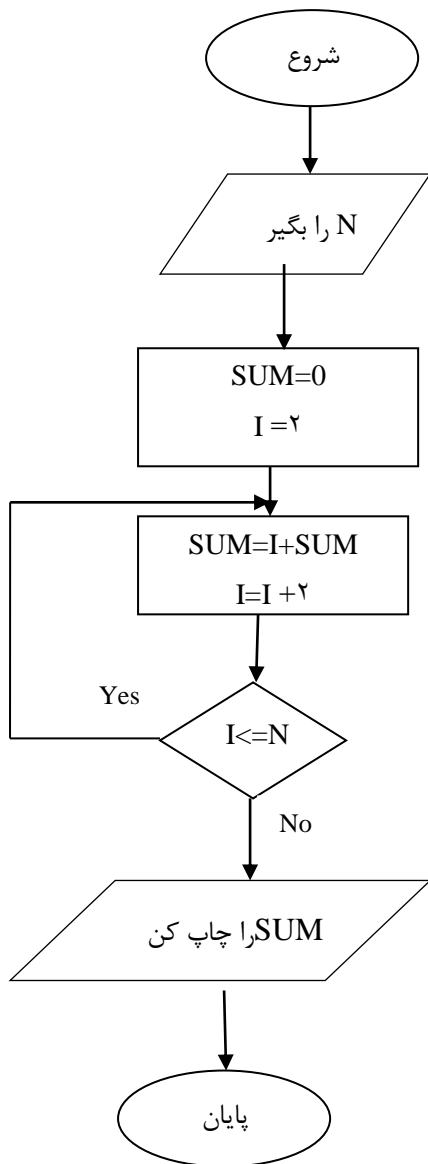 شروع
N را بگیر
SUM=0
I =۲
SUM=I+SUM
I=I +۲
Yes
I<=N
No
SUMرا چاپ کن
پایان